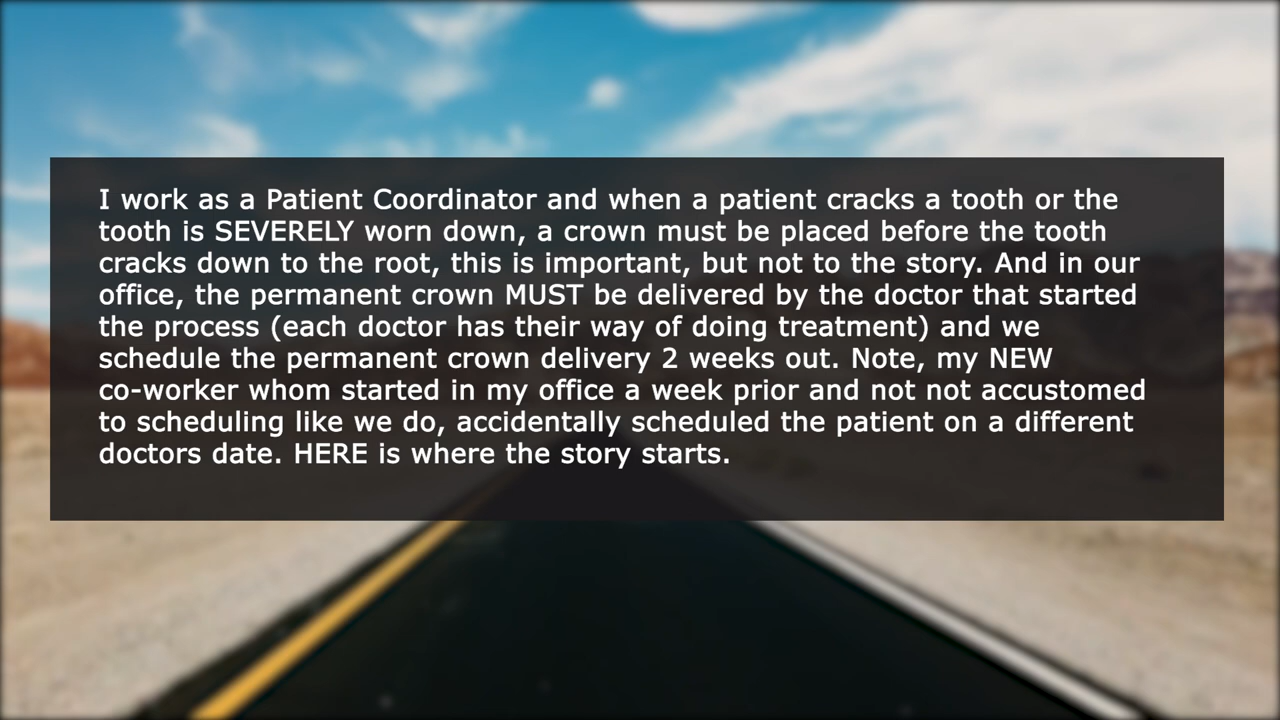 I work as a Patient Coordinator and when a patient cracks a tooth or the
tooth is SEVERELY worn down, a crown must be placed before the tooth
cracks down to the root, this is important, but not to the story. And in our
office, the permanent crown MUST be delivered by the doctor that started
the process (each doctor has their way of doing treatment) and we
schedule the permanent crown delivery 2 weeks out. Note, my NEW
co-worker whom started in my office a week prior and not not accustomed
to scheduling like we do, accidentally scheduled the patient on a different
doctors date. HERE is where the story starts.